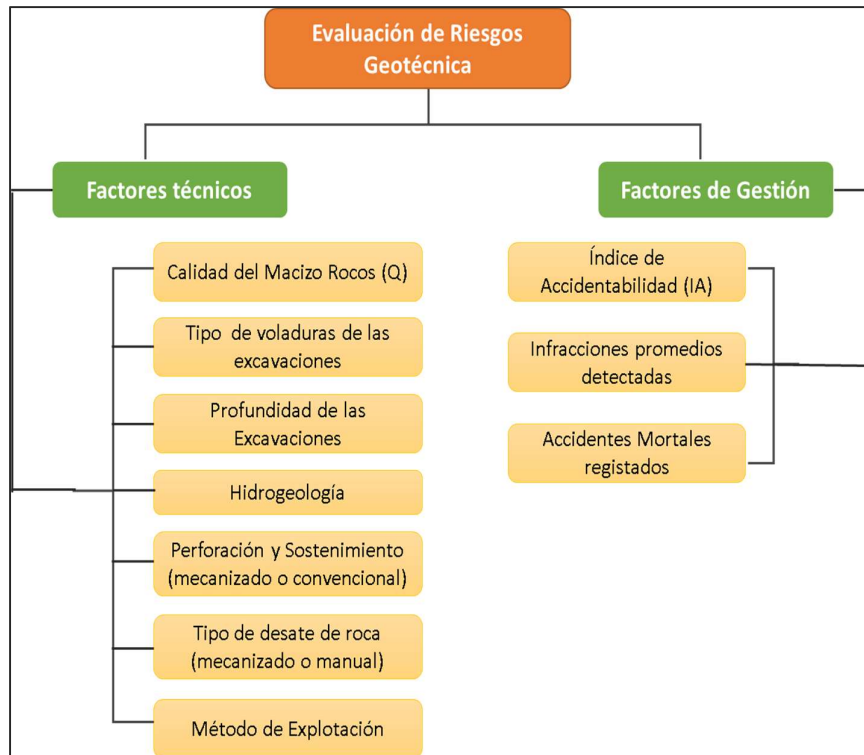 Evaluación de Riesgos
Geotécnica
Factores técnicos
Calidad del Macizo Rocos (Q)
Tipo de voladuras de las
excavaciones
Profundidad de las
Excavaciones
Hidrogeología
Perforación y Sostenimiento
(mecanizado o convencional)
Tipo de desate de roca
(mecanizado o manual)
Método de Explotación
Factores de Gestión
Índice de
Accidentabilidad (IA)
Infracciones promedios
detectadas
Accidentes Mortales
registados